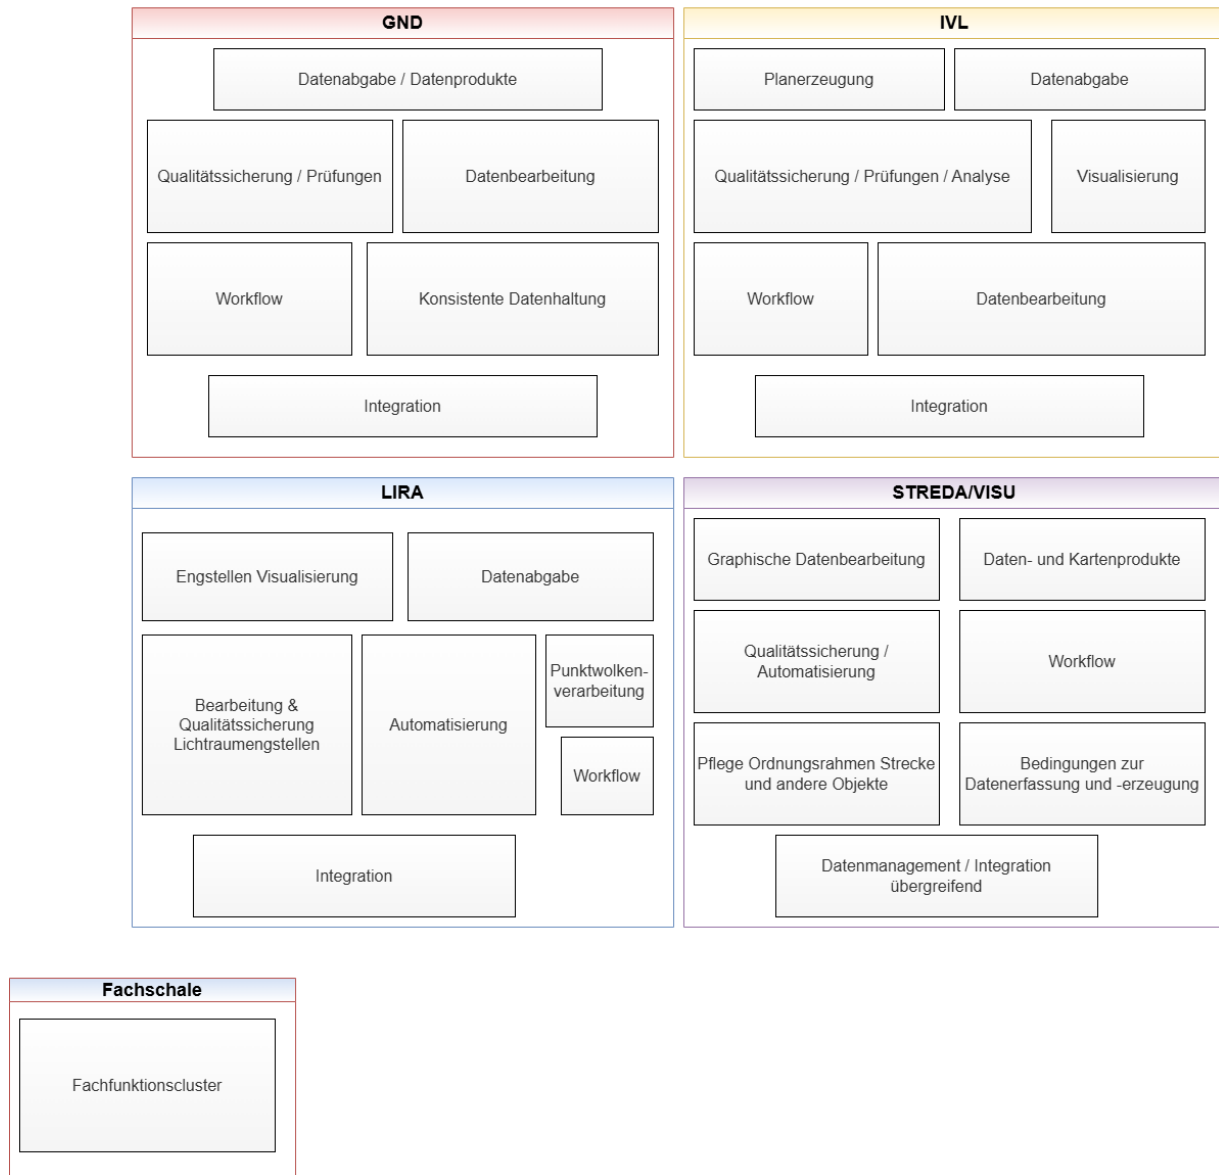 GND
Datenabgabe / Datenprodukte
Qualitätssicherung / Prüfungen
Datenbearbeitung
Workflow
Konsistente Datenhaltung
Integration
IVL
Planerzeugung
Datenabgabe
Qualitätssicherung / Prüfungen / Analyse
Visualisierung
Workflow
Datenbearbeitung
Integration
LIRA
Engstellen Visualisierung
Datenabgabe
Bearbeitung &
Qualitätssicherung
Lichtraumengstellen
Automatisierung
Punktwolken-
verarbeitung
Workflow
Integration
STREDA/VISU
Graphische Datenbearbeitung
Daten- und Kartenprodukte
Qualitätssicherung /
Automatisierung
Workflow
Pflege Ordnungsrahmen Strecke
und andere Objekte
Bedingungen zur
Datenerfassung und -erzeugung
Datenmanagement / Integration
übergreifend
Fachschale
Fachfunktionscluster